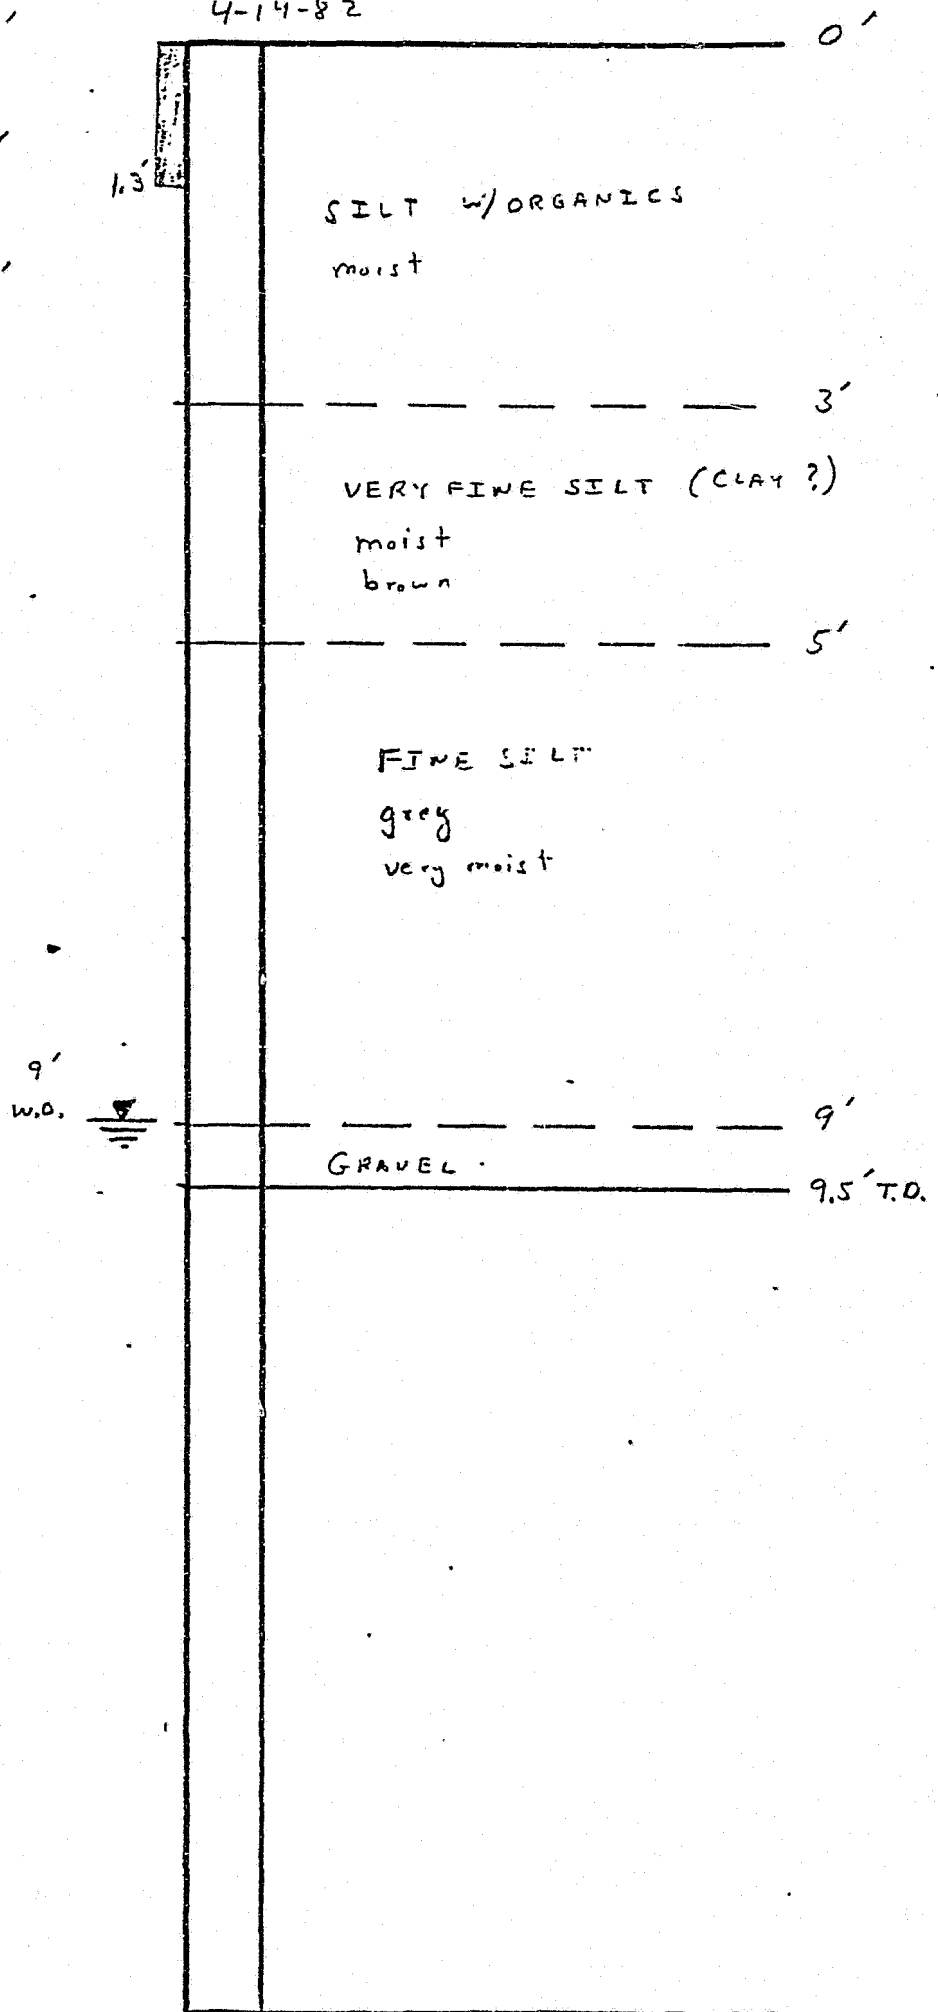 4-14-82
0'
1.3'
SILT W/ORGANICS
moist
3'
VERY FINE SILT (CLAY ?)
moist
brown
5'
FINE SILT
grey
very moist
9'
W.D.
9'
GRAVEL
9.5' T.D.